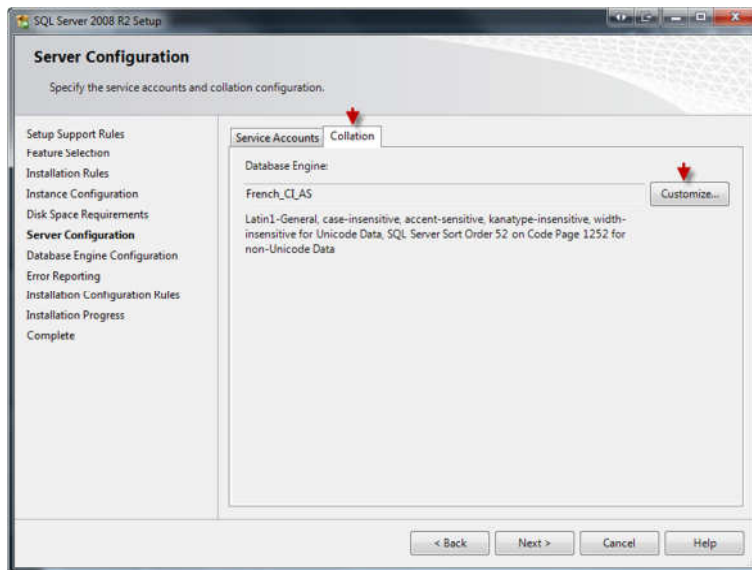 SQL Server 2008 R2 Setup
Server Configuration
Specify the service accounts and collation configuration.
Setup Support Rules
Feature Selection
Installation Rules
Instance Configuration
Disk Space Requirements
Server Configuration
Database Engine Configuration
Error Reporting
Installation Configuration Rules
Installation Progress
Complete
Service Accounts
Collation
Database Engine:
French_CI_AS
Customize...
Latin1-General, case-insensitive, accent-sensitive, kanatype-insensitive, width-
insensitive for Unicode Data, SQL Server Sort Order 52 on Code Page 1252 for
non-Unicode Data
< Back
Next >
Cancel
Help